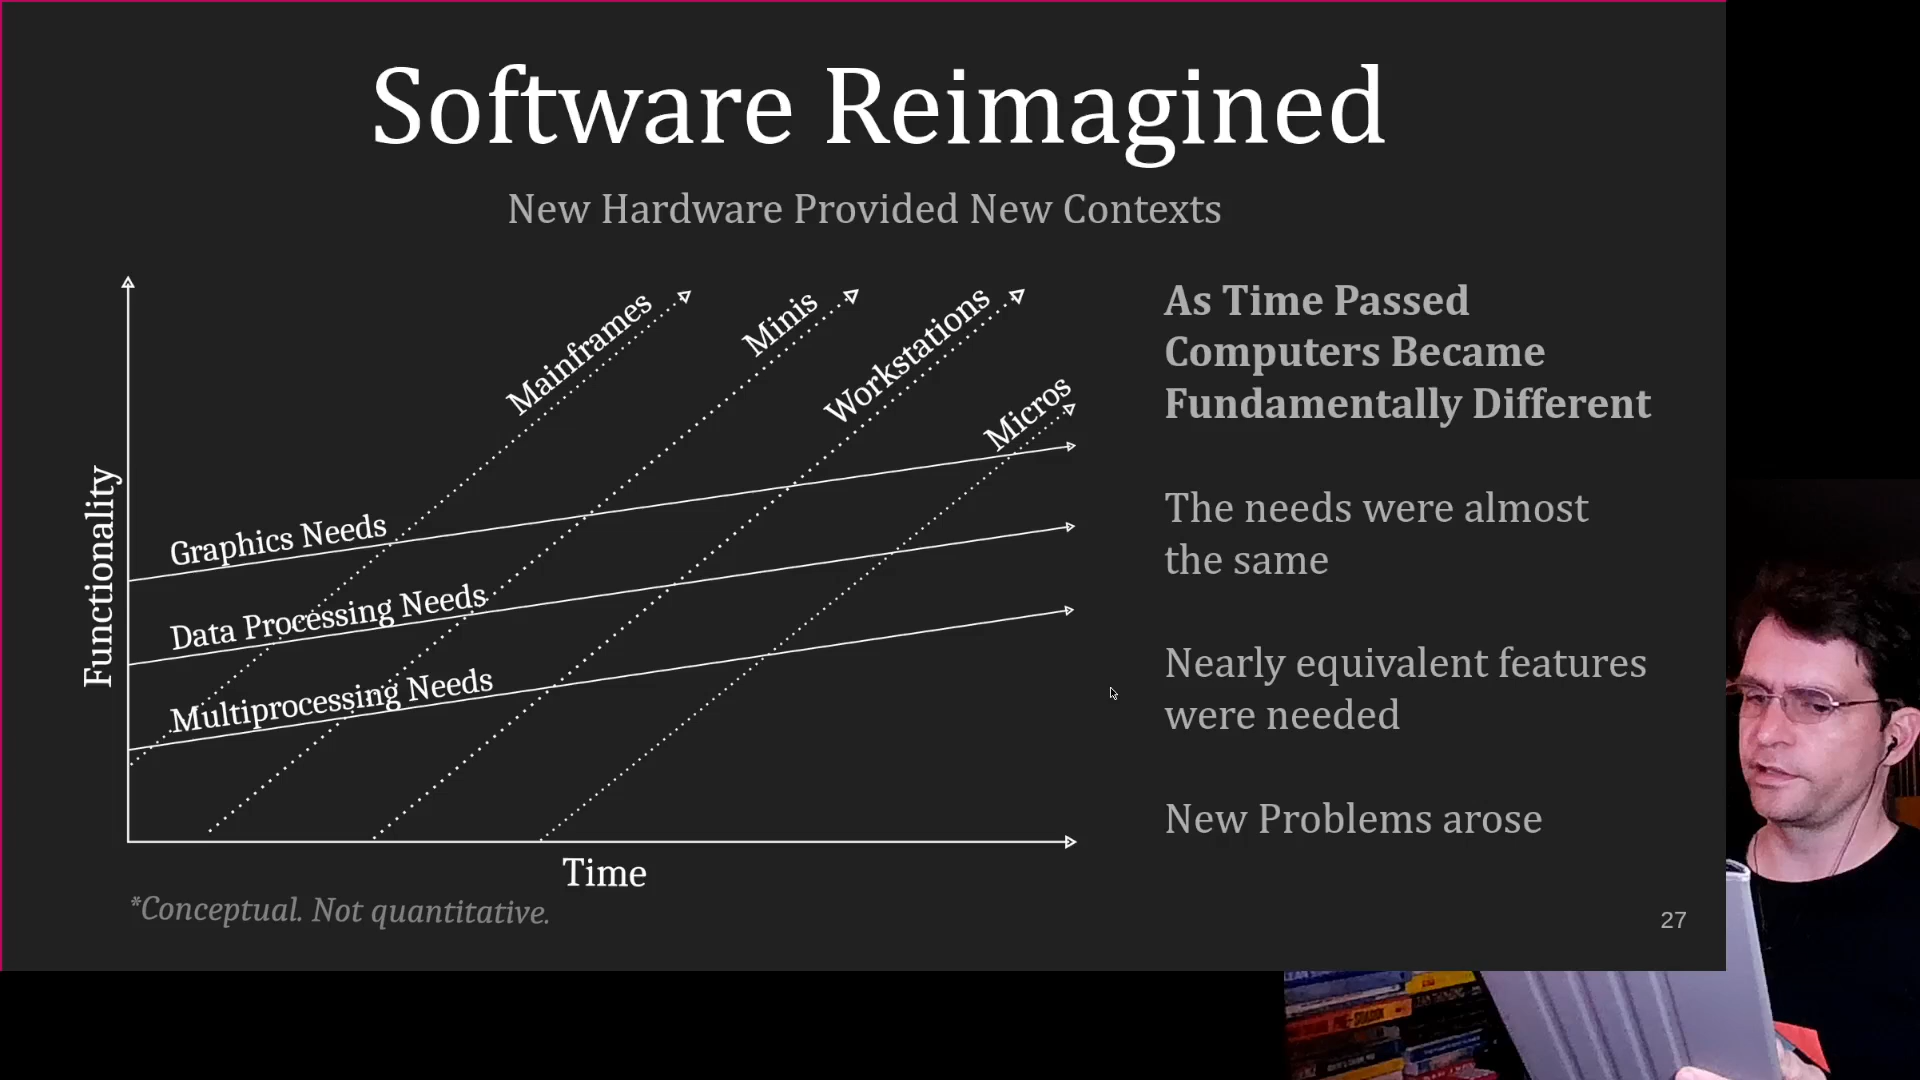 Software Reimagined
New Hardware Provided New Contexts
Mainframes
Minis
Workstations
Micros
Graphics Needs
Data Processing Needs
Multiprocessing Needs
Functionality
Time
*Conceptual. Not quantitative.
As Time Passed
Computers Became
Fundamentally Different
The needs were almost
the same
Nearly equivalent features
were needed
New Problems arose
27